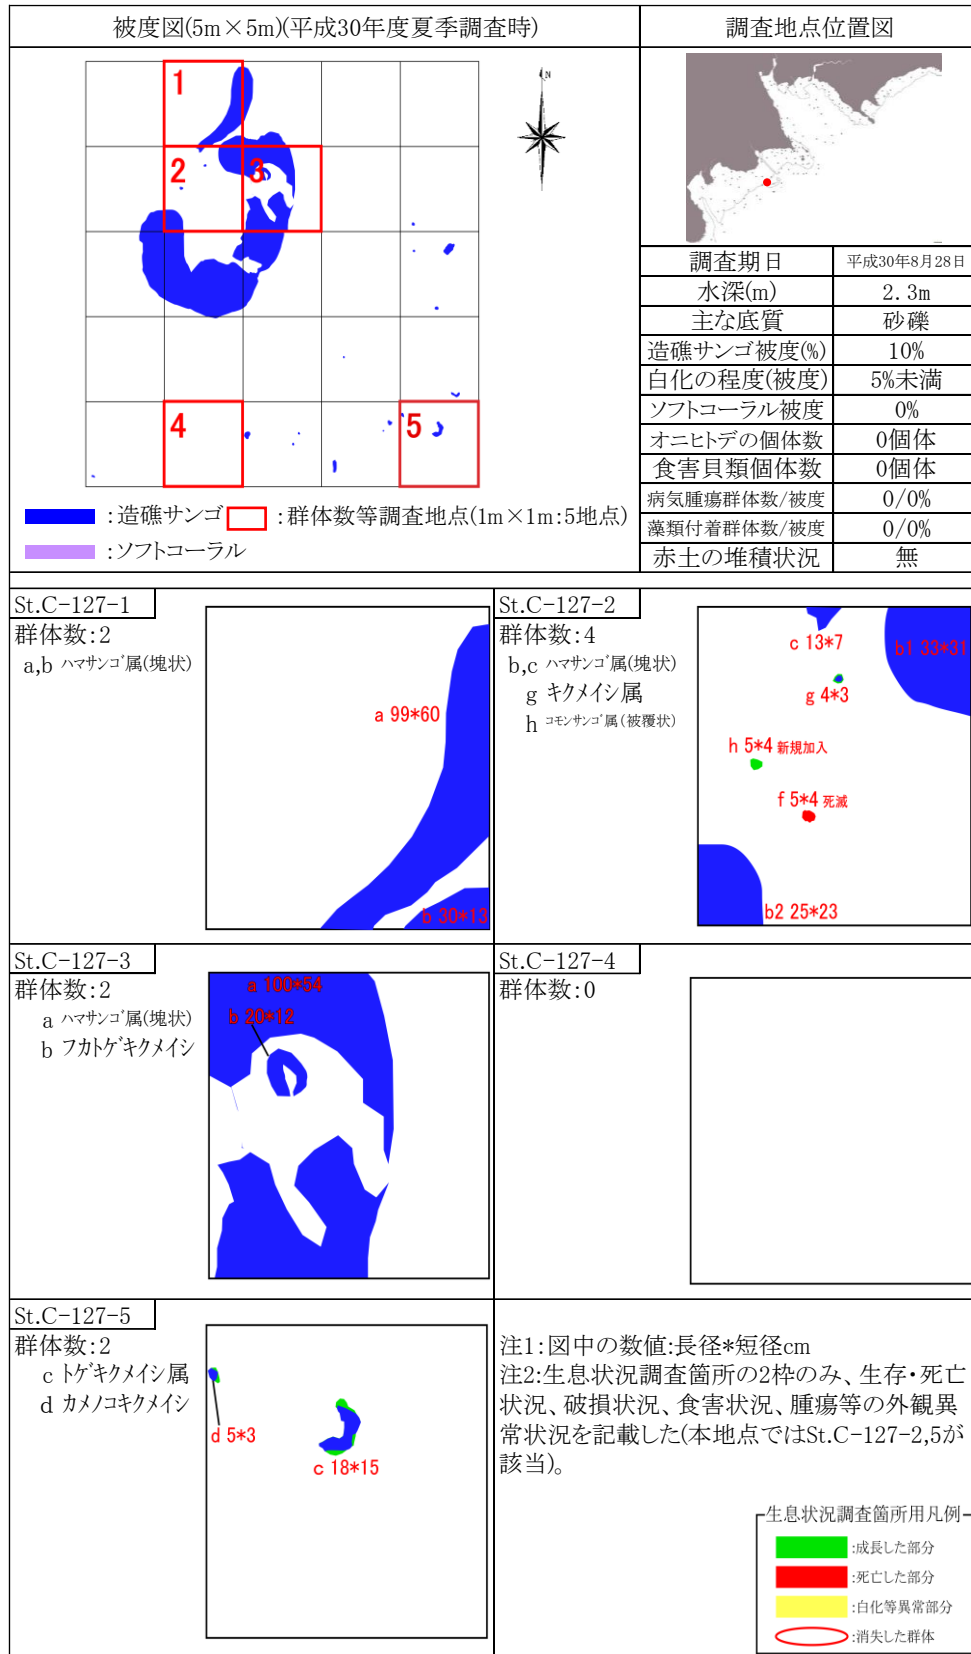 被度図(5m×5m)(平成30年度夏季調査時)
調査地点位置図
1
2
3
4
5
N
:造礁サンゴ
:群体数等調査地点(1m×1m:5地点)
:ソフトコーラル
調査期日 平成30年8月28日
水深(m) 2.3m
主な底質 砂礫
造礁サンゴ被度(%) 10%
白化の程度(被度) 5%未満
ソフトコーラル被度 0%
オニヒトデの個体数 0個体
食害貝類個体数 0個体
病気腫瘍群体数/被度 0/0%
藻類付着群体数/被度 0/0%
赤土の堆積状況 無
St.C-127-1
群体数:2
a,b ハマサンゴ属(塊状)
a 99*60
b 30*13
St.C-127-2
群体数:4
b,c ハマサンゴ属(塊状)
g キクメイシ属
h コモンサンゴ属(被覆状)
c 13*7
b1 33*31
g 4*3
h 5*4 新規加入
f 5*4 死滅
b2 25*23
St.C-127-3
群体数:2
a ハマサンゴ属(塊状)
b フカトゲキクメイシ
a 100*54
b 20*12
St.C-127-4
群体数:0
St.C-127-5
群体数:2
c トゲキクメイシ属
d カメノコキクメイシ
d 5*3
c 18*15
注1:図中の数値:長径*短径cm
注2:生息状況調査箇所の2枠のみ、生存・死亡
状況、破損状況、食害状況、腫瘍等の外観異
常状況を記載した(本地点ではSt.C-127-2,5が
該当)。
生息状況調査箇所用凡例
:成長した部分
:死亡した部分
:白化等異常部分
:消失した群体